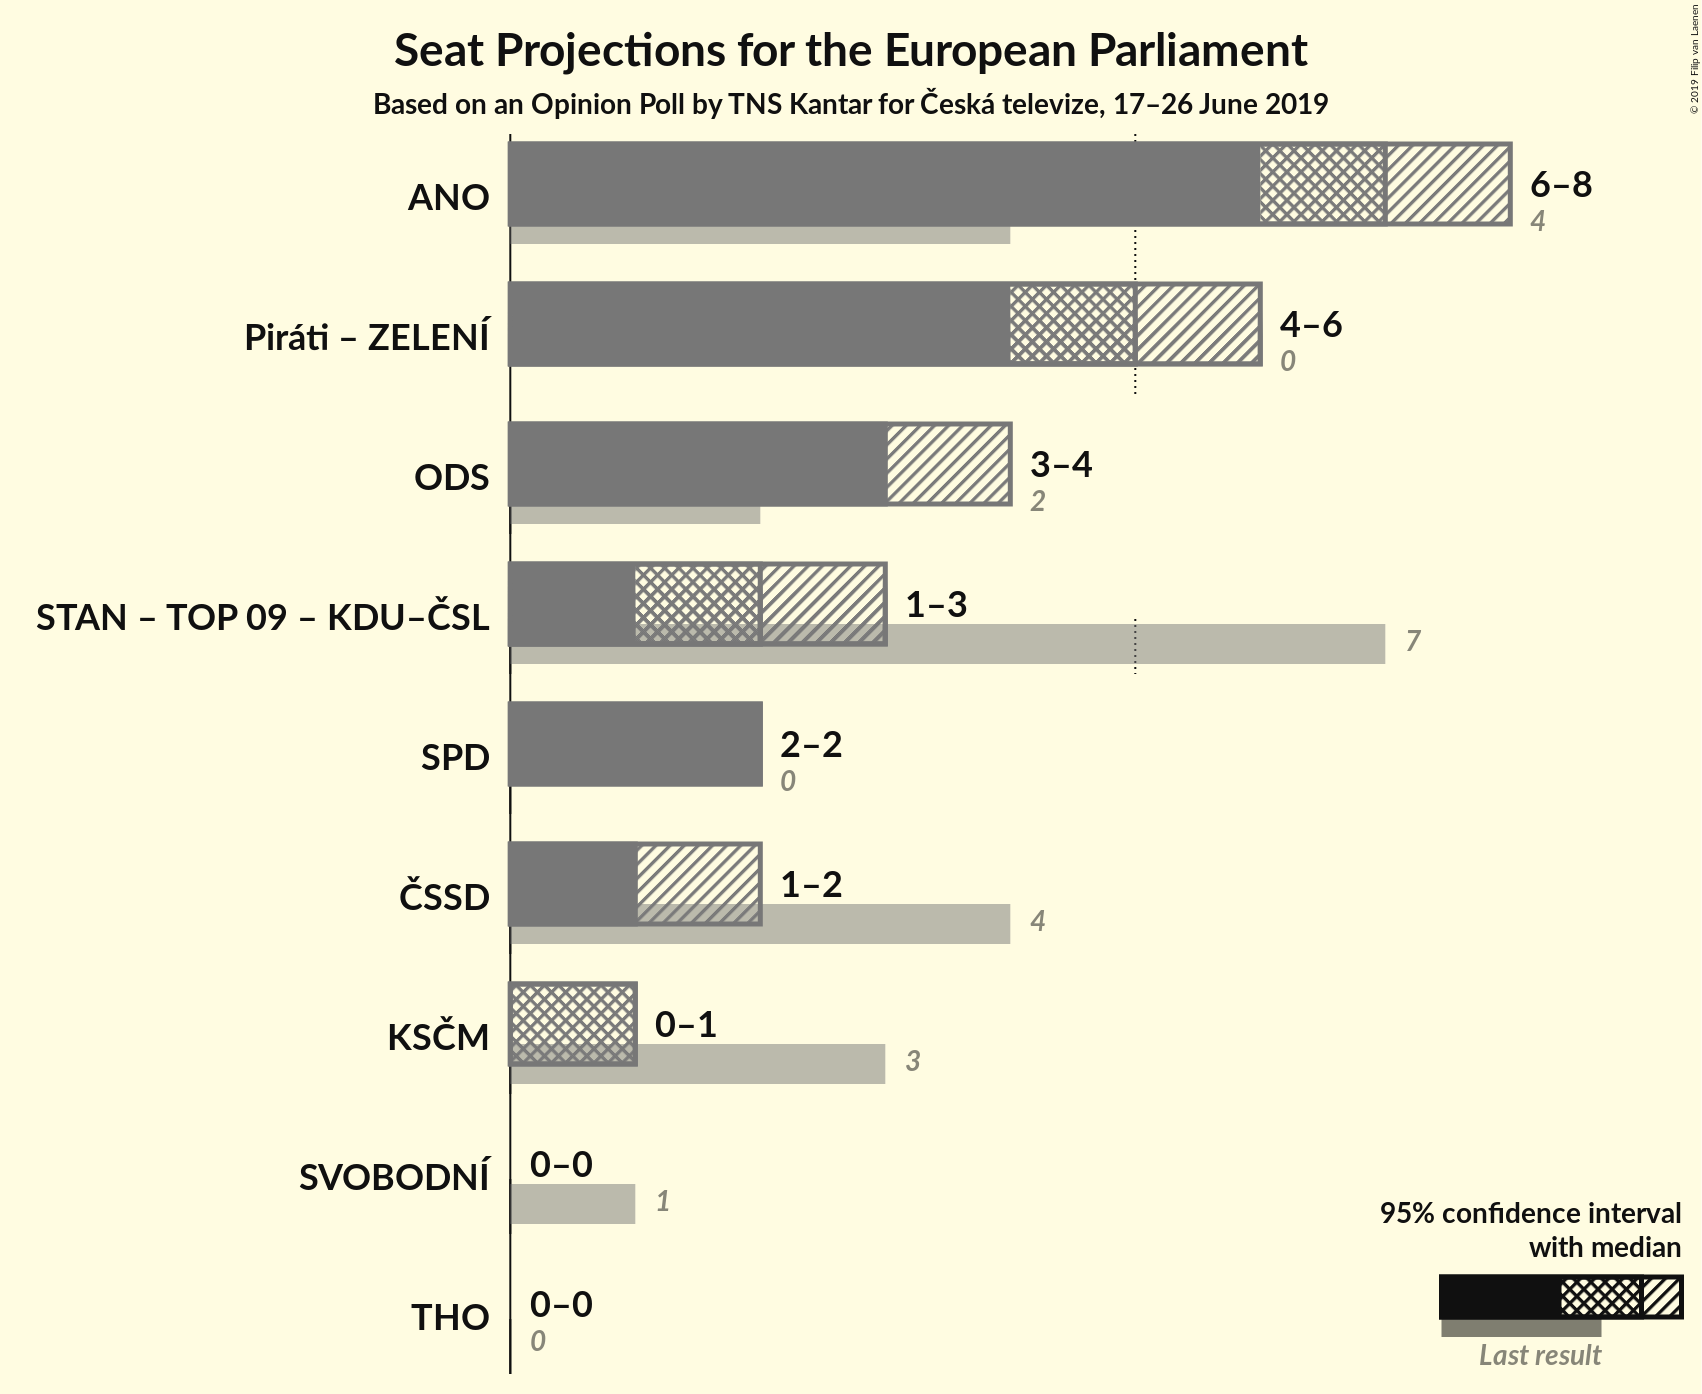 Seat Projections for the European Parliament
Based on an Opinion Poll by TNS Kantar for Česká televize, 17–26 June 2019
© 2019 Filip van Laenen
ANO
6–8
4
Piráti – ZELENÍ
4–6
0
ODS
3–4
2
STAN – TOP 09 – KDU–ČSL
1–3
7
SPD
2–2
0
ČSSD
1–2
4
KSČM
0–1
3
SVOBODNÍ
0–0
1
THO
0–0
0
95% confidence interval
with median
Last result